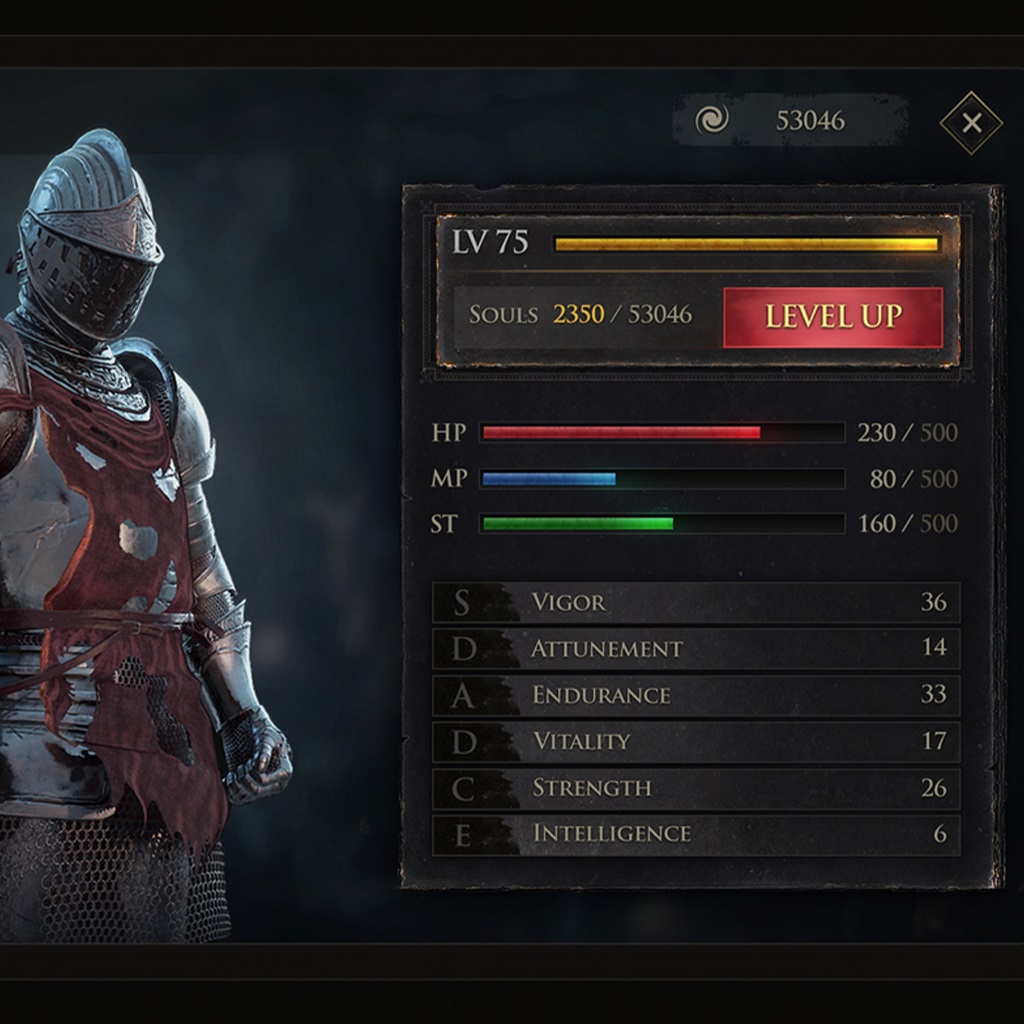 53046
LV 75
SOULS 2350 / 53046
LEVEL UP
HP 230 / 500
MP 80 / 500
ST 160 / 500
S VIGOR 36
D ATTUNEMENT 14
A ENDURANCE 33
D VITALITY 17
C STRENGTH 26
E INTELLIGENCE 6